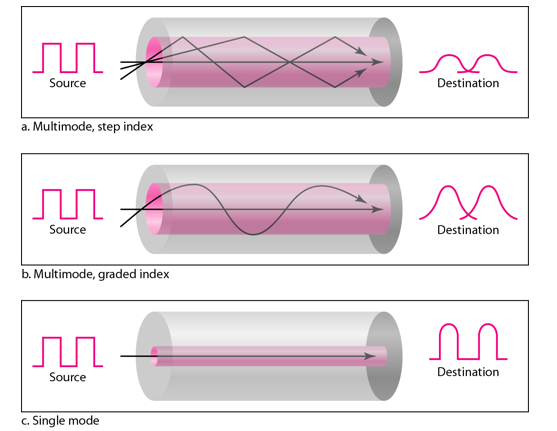 Source
Destination
a. Multimode, step index
Source
Destination
b. Multimode, graded index
Source
Destination
c. Single mode